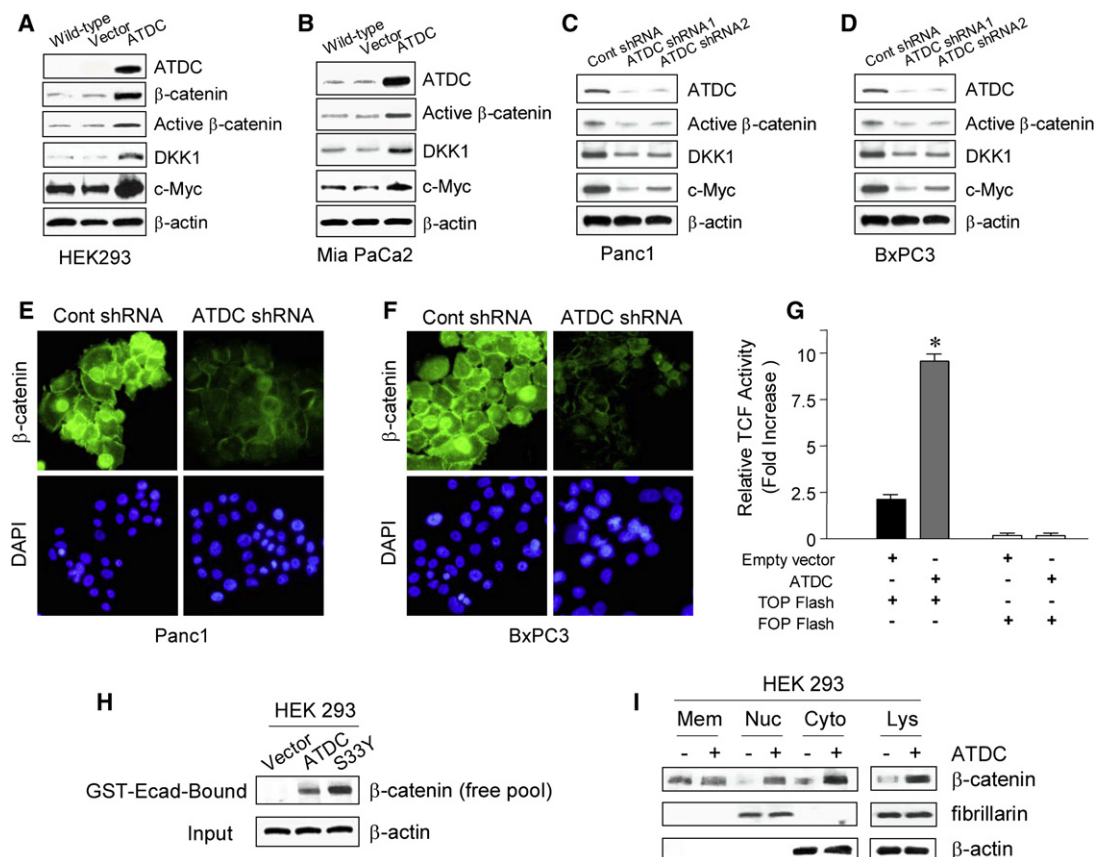 A
Wild-type
Vector
ATDC
ATDC
β-catenin
Active β-catenin
DKK1
c-Myc
β-actin
HEK293
B
Wild-type
Vector
ATDC
ATDC
Active β-catenin
DKK1
c-Myc
β-actin
Mia PaCa2
C
Cont shRNA
ATDC shRNA1
ATDC shRNA2
ATDC
Active β-catenin
DKK1
c-Myc
β-actin
Panc1
D
Cont shRNA
ATDC shRNA1
ATDC shRNA2
ATDC
Active β-catenin
DKK1
c-Myc
β-actin
BxPC3
E
Cont shRNA ATDC shRNA
β-catenin
DAPI
Panc1
F
Cont shRNA ATDC shRNA
β-catenin
DAPI
BxPC3
G
Relative TCF Activity
(Fold Increase )
10
7.5
5
2.5
0
*
Empty vector + - + -
ATDC - + - +
TOP Flash + + - -
FOP Flash - - + +
H
HEK 293
Vector
ATDC
S33Y
GST-Ecad-Bound β-catenin (free pool)
Input β-actin
I
HEK 293
Mem Nuc Cyto Lys
- + - + - + - + ATDC
β-catenin
fibrillarin
β-actin